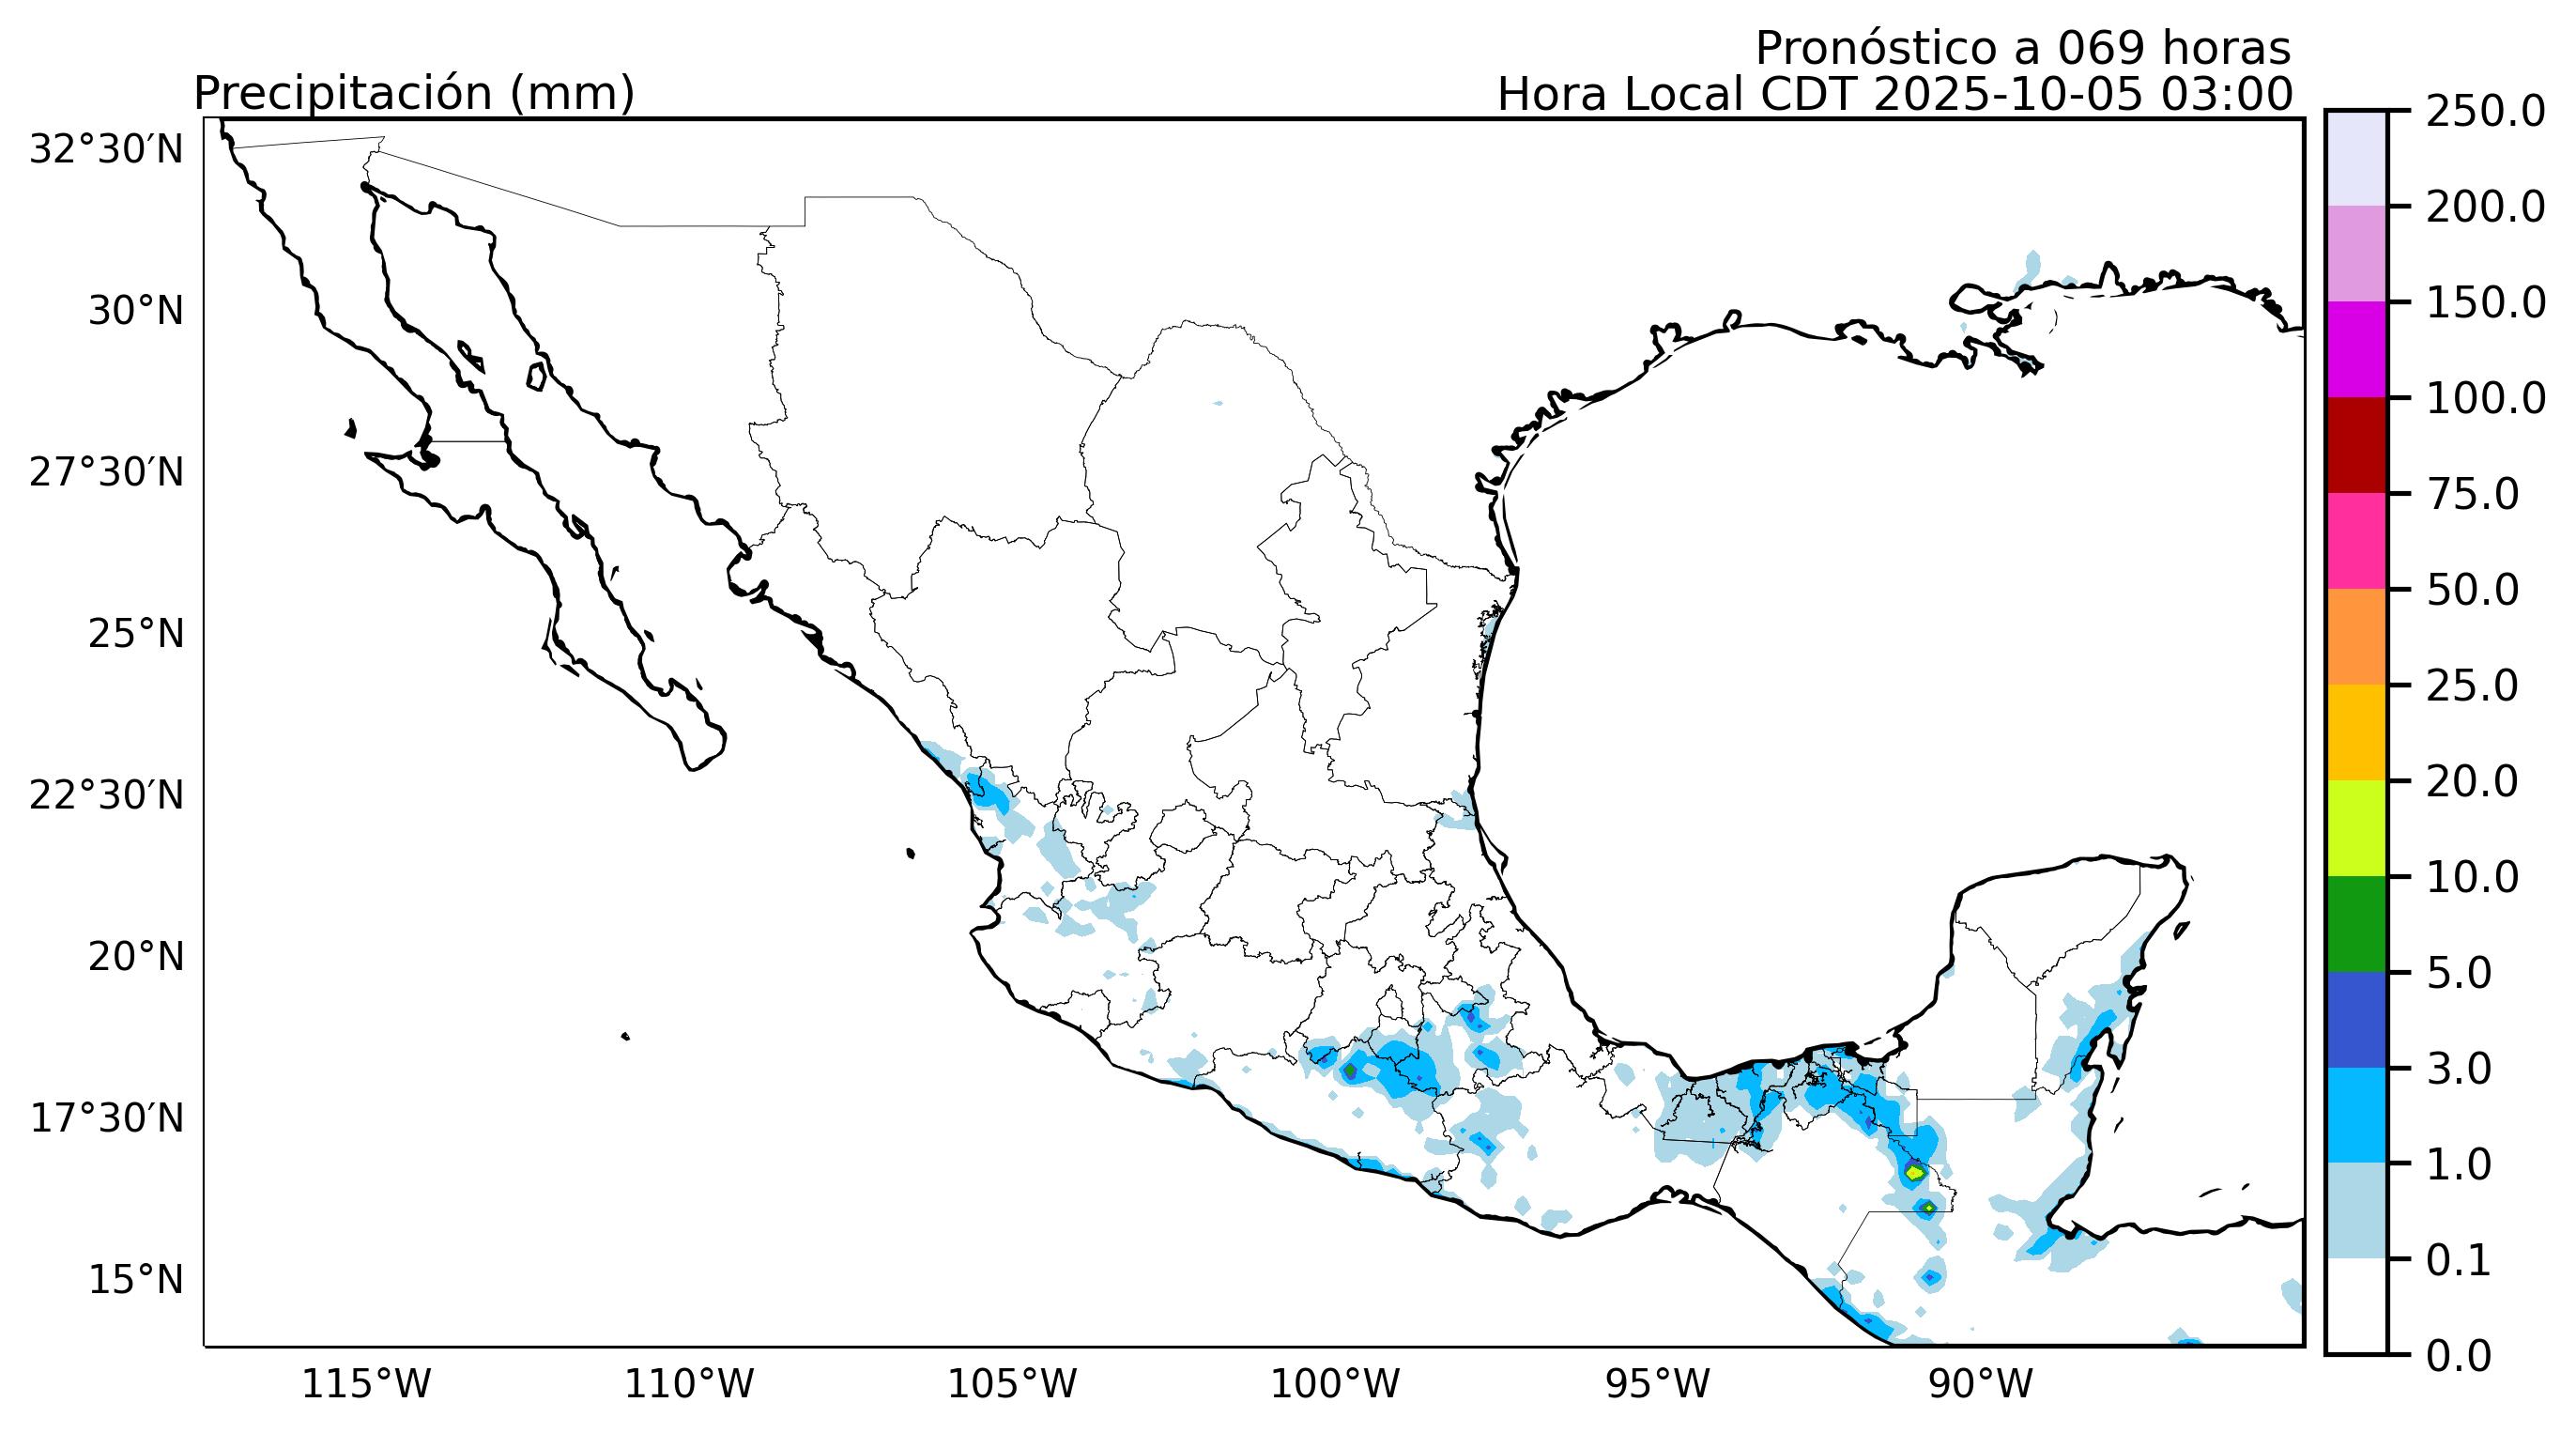 Pronóstico a 069 horas
Precipitación (mm)
Hora Local CDT 2025-10-05 03:00
32°30′N
30°N
27°30′N
25°N
22°30′N
20°N
17°30′N
15°N
115°W
110°W
105°W
100°W
95°W
90°W
250.0
200.0
150.0
100.0
75.0
50.0
25.0
20.0
10.0
5.0
3.0
1.0
0.1
0.0